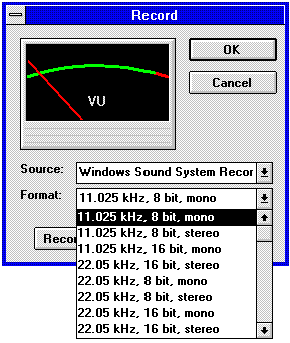 Record
OK
Cancel
VU
Source:
Windows Sound System Recor
Format:
11.025 kHz, 8 bit, mono
11.025 kHz, 8 bit, mono
11.025 kHz, 8 bit, stereo
11.025 kHz, 16 bit, mono
22.05 kHz, 16 bit, stereo
22.05 kHz, 8 bit, mono
22.05 kHz, 8 bit, stereo
22.05 kHz, 16 bit, mono
22.05 kHz, 16 bit, stereo
Recor